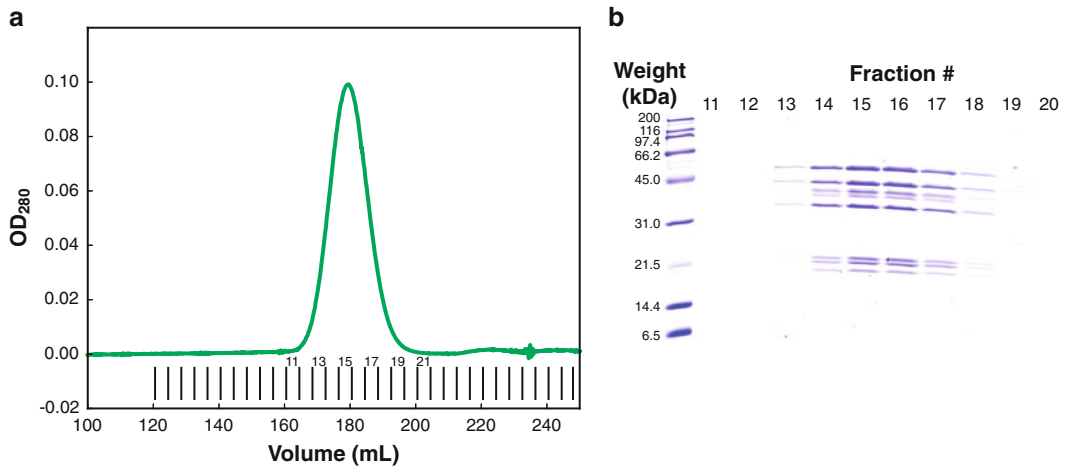 a
OD280
0.10
0.08
0.06
0.04
0.02
0.00
-0.02
11 13 15 17 19 21
100 120 140 160 180 200 220 240
Volume (mL)
b
Weight
(kDa)
Fraction #
11 12 13 14 15 16 17 18 19 20
200
116
97.4
66.2
45.0
31.0
21.5
14.4
6.5